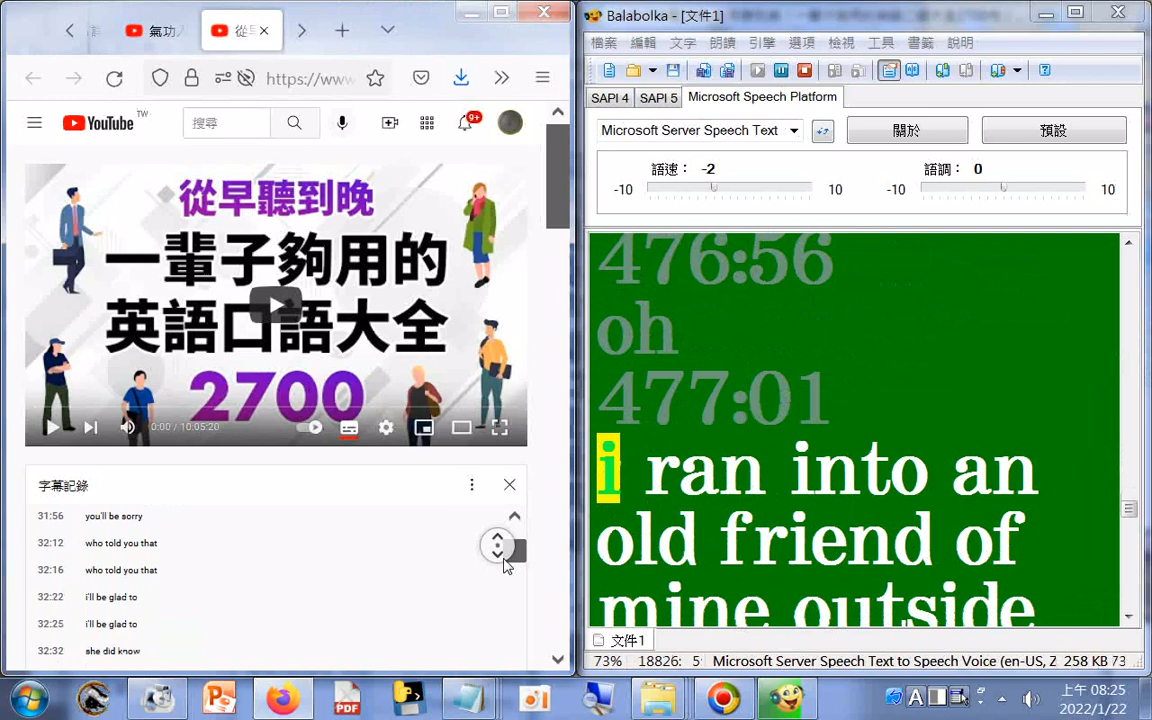 氣功
從
https://www
YouTube TW
搜尋
9+
從早聽到晚
一輩子夠用的
英語口語大全
2700
0:00 / 10:05:20
字幕記錄
31:56 you'll be sorry
32:12 who told you that
32:16 who told you that
32:22 i'll be glad to
32:25 i'll be glad to
32:32 she did know
Balabolka - [文件1]
檔案 編輯 文字 朗讀 引擎 選項 檢視 工具 書籤 說明
SAPI 4 SAPI 5 Microsoft Speech Platform
Microsoft Server Speech Text 關於 預設
語速： -2 語調： 0
-10 10 -10 10
476:56
oh
477:01
i ran into an
old friend of
mine outside
文件1
73% 18826: 5 Microsoft Server Speech Text to Speech Voice (en-US, Z 258 KB 73
PDF
A
上午 08:25
2022/1/22